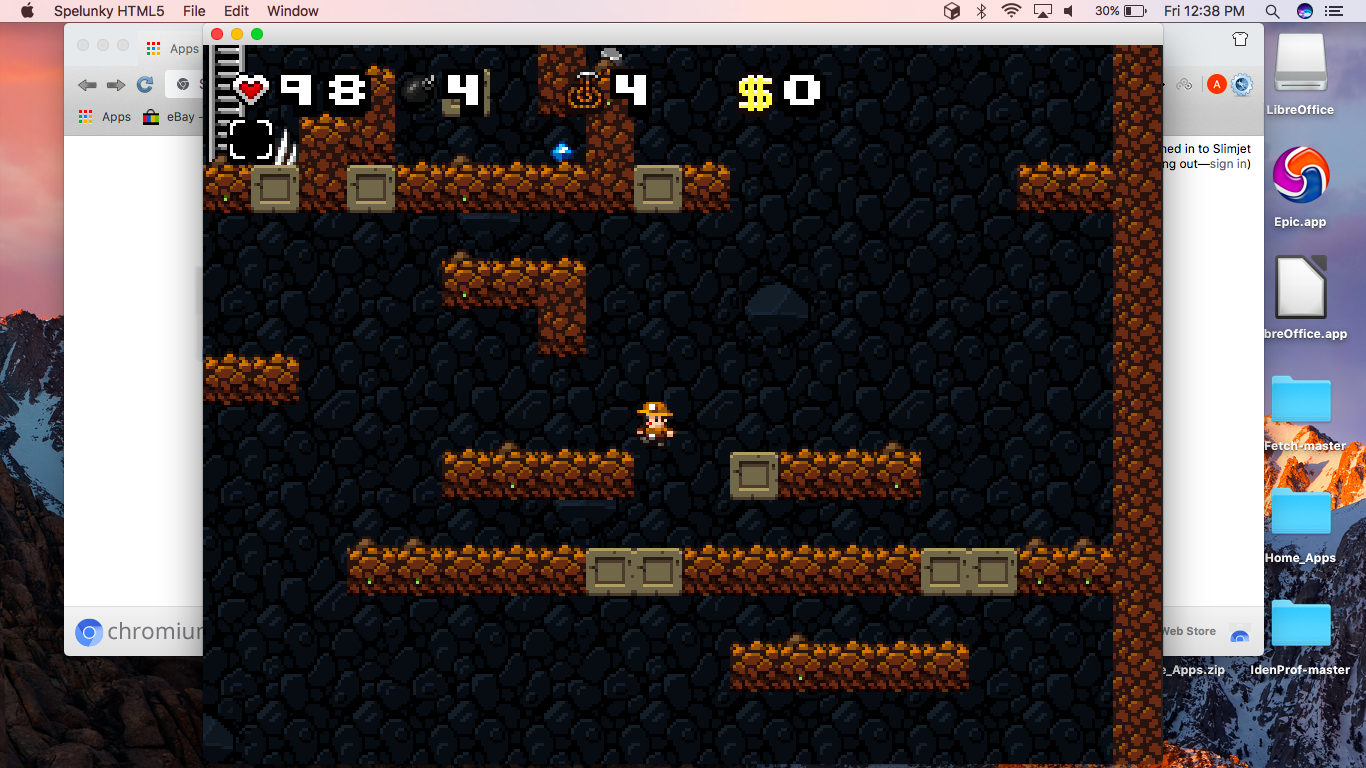 Spelunky HTML5 File Edit Window 30% Fri 12:38 PM
Apps
98 4 4 $0
A
Apps eBay –
ned in to Slimjet
ng out—sign in)
LibreOffice
Epic.app
breOffice.app
Fetch-master
Home_Apps
chromium
Web Store
e_Apps.zip IdenProf-master